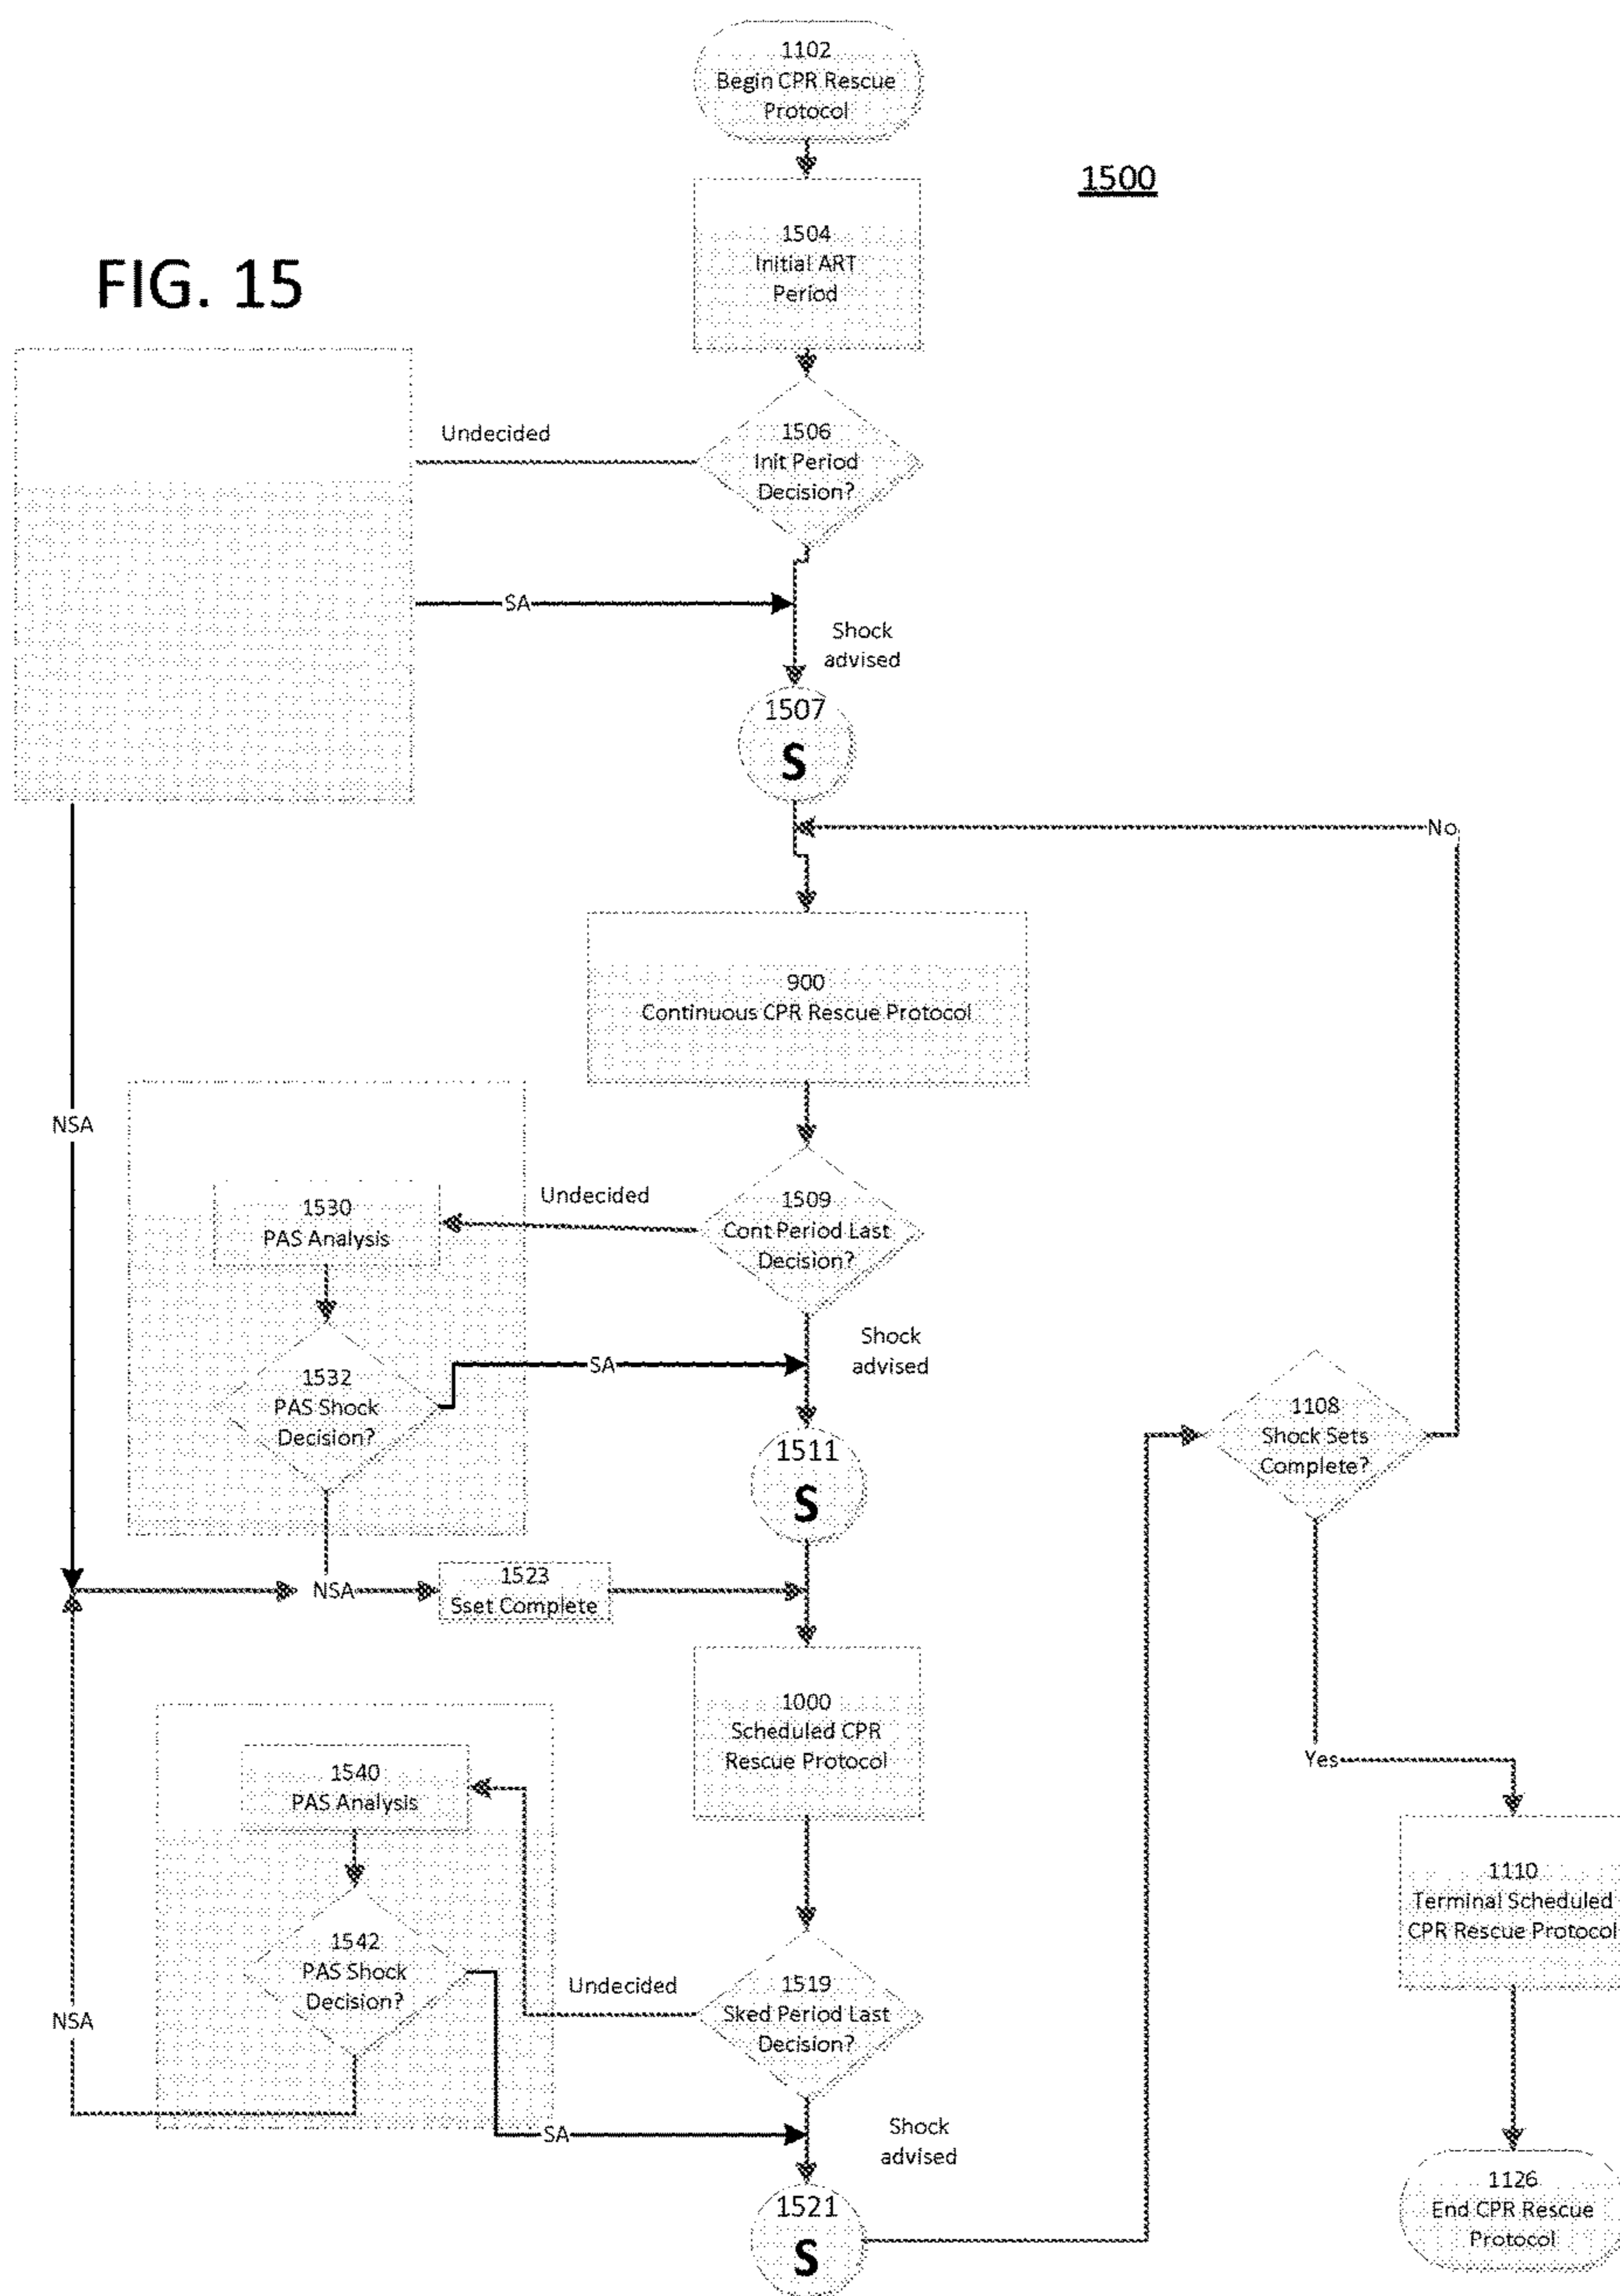 1102
Begin CPR Rescue
Protocol
1500
1504
Initial ART
Period
FIG. 15
Undecided
1506
Init Period
Decision?
SA
Shock
advised
1507
S
No
900
Continuous CPR Rescue Protocol
NSA
1530
PAS Analysis
Undecided
1509
Cont Period Last
Decision?
1532
PAS Shock
Decision?
SA
Shock
advised
1511
S
1108
Shock Sets
Complete?
NSA
1523
Sset Complete
1000
Scheduled CPR
Rescue Protocol
Yes
1540
PAS Analysis
1110
Terminal Scheduled
CPR Rescue Protocol
1542
PAS Shock
Decision?
Undecided
1519
Sked Period Last
Decision?
NSA
SA
Shock
advised
1521
S
1126
End CPR Rescue
Protocol